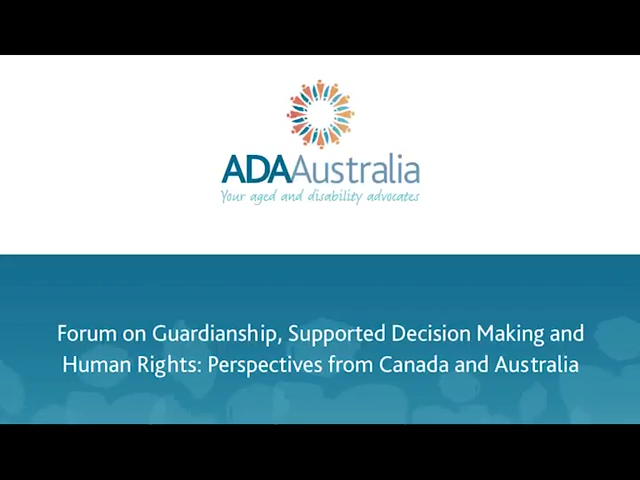 ADAAustralia
Your aged and disability advocates
Forum on Guardianship, Supported Decision Making and
Human Rights: Perspectives from Canada and Australia